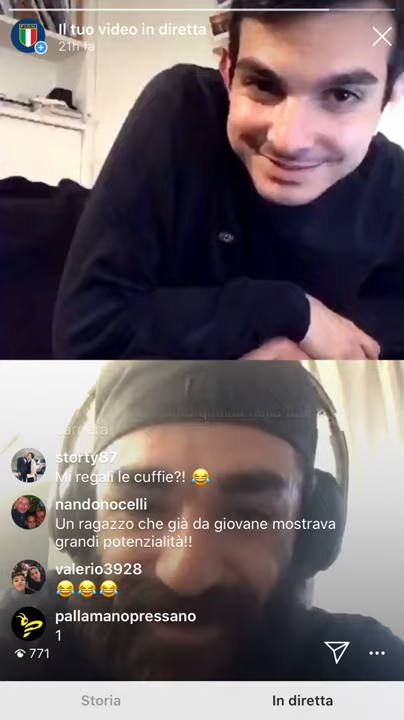 Il tuo video in diretta
21h fa
carriera
storty87
Mi regali le cuffie?! 😂
nandonocelli
Un ragazzo che già da giovane mostrava
grandi potenzialità!!
valerio3928
😂😂😂
pallamanopressano
1
771
Storia
In diretta